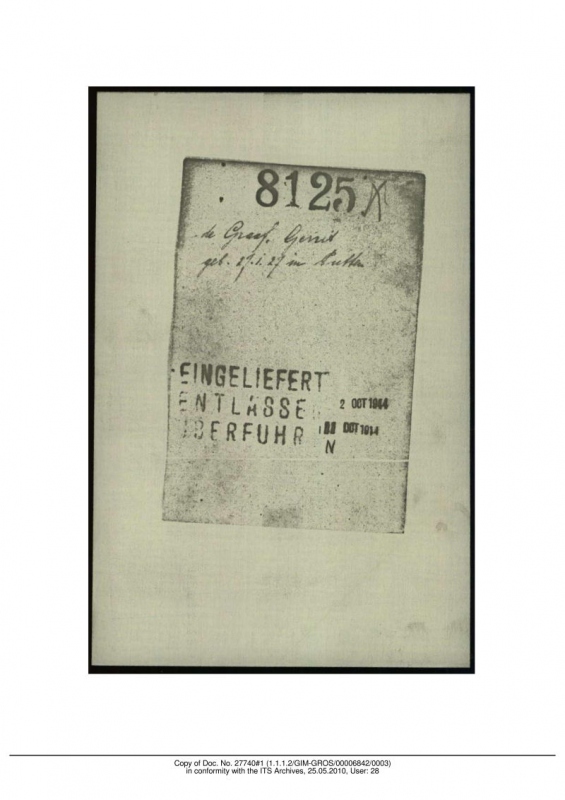 8125 X
de Graaf, Gerrit
geb. 27.1.27 in Putten
EINGELIEFERT
ENTLASSE 2 OCT 1944
ÜBERFUHR OCT 1944
N
Copy of Doc. No. 27740#1 (1.1.1.2/GIM-GROS/00006842/0003)
in conformity with the ITS Archives, 25.05.2010, User: 28